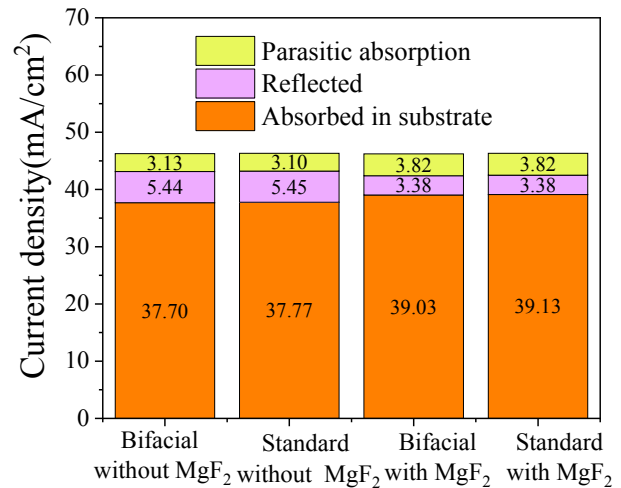 70
60
50
40
30
20
10
0
Current density(mA/cm²)
Parasitic absorption
Reflected
Absorbed in substrate
3.13
3.10
3.82
3.82
5.44
5.45
3.38
3.38
37.70
37.77
39.03
39.13
Bifacial
without MgF₂
Standard
without MgF₂
Bifacial
with MgF₂
Standard
with MgF₂